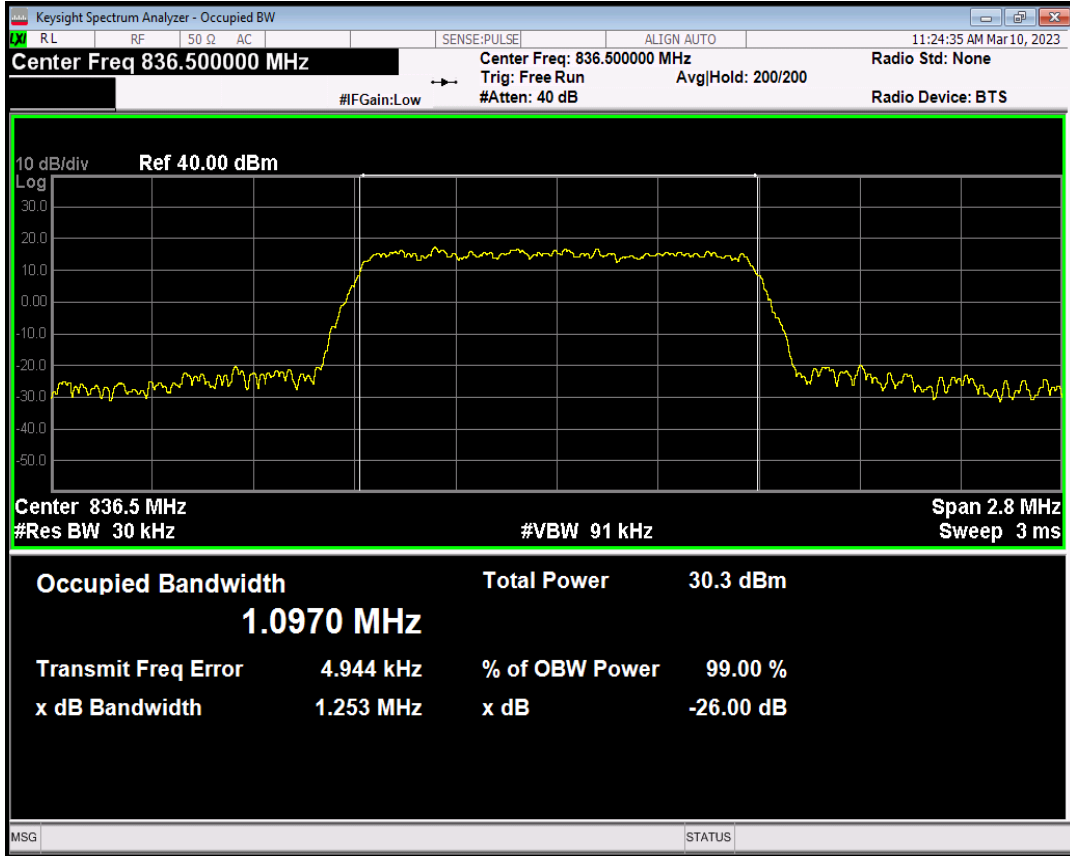 Keysight Spectrum Analyzer - Occupied BW
LXI RL RF 50 Ω AC SENSE:PULSE ALIGN AUTO 11:24:35 AM Mar 10, 2023
Center Freq 836.500000 MHz Center Freq: 836.500000 MHz Radio Std: None
Trig: Free Run Avg|Hold: 200/200
#IFGain:Low #Atten: 40 dB Radio Device: BTS
10 dB/div Ref 40.00 dBm
Log
30.0
20.0
10.0
0.00
-10.0
-20.0
-30.0
-40.0
-50.0
Center 836.5 MHz Span 2.8 MHz
#Res BW 30 kHz #VBW 91 kHz Sweep 3 ms
Occupied Bandwidth Total Power 30.3 dBm
1.0970 MHz
Transmit Freq Error 4.944 kHz % of OBW Power 99.00 %
x dB Bandwidth 1.253 MHz x dB -26.00 dB
MSG STATUS